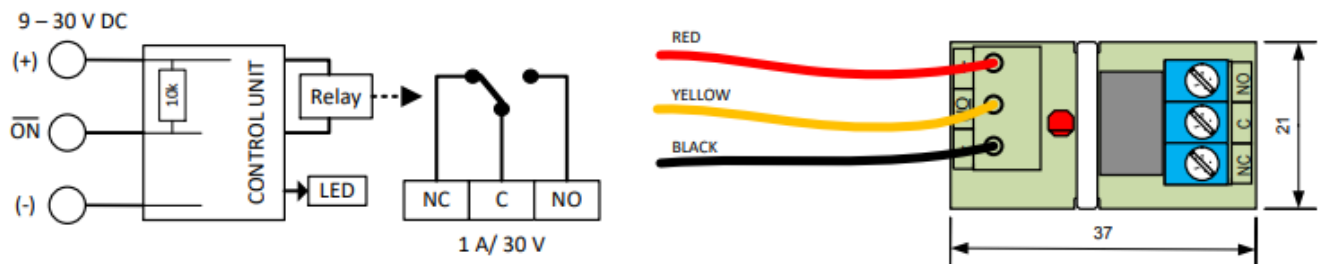 9 – 30 V DC
(+)
10k
CONTROL UNIT
Relay
ON
(-)
LED
NC C NO
1 A/ 30 V
RED
YELLOW
BLACK
NO
C
NC
21
37